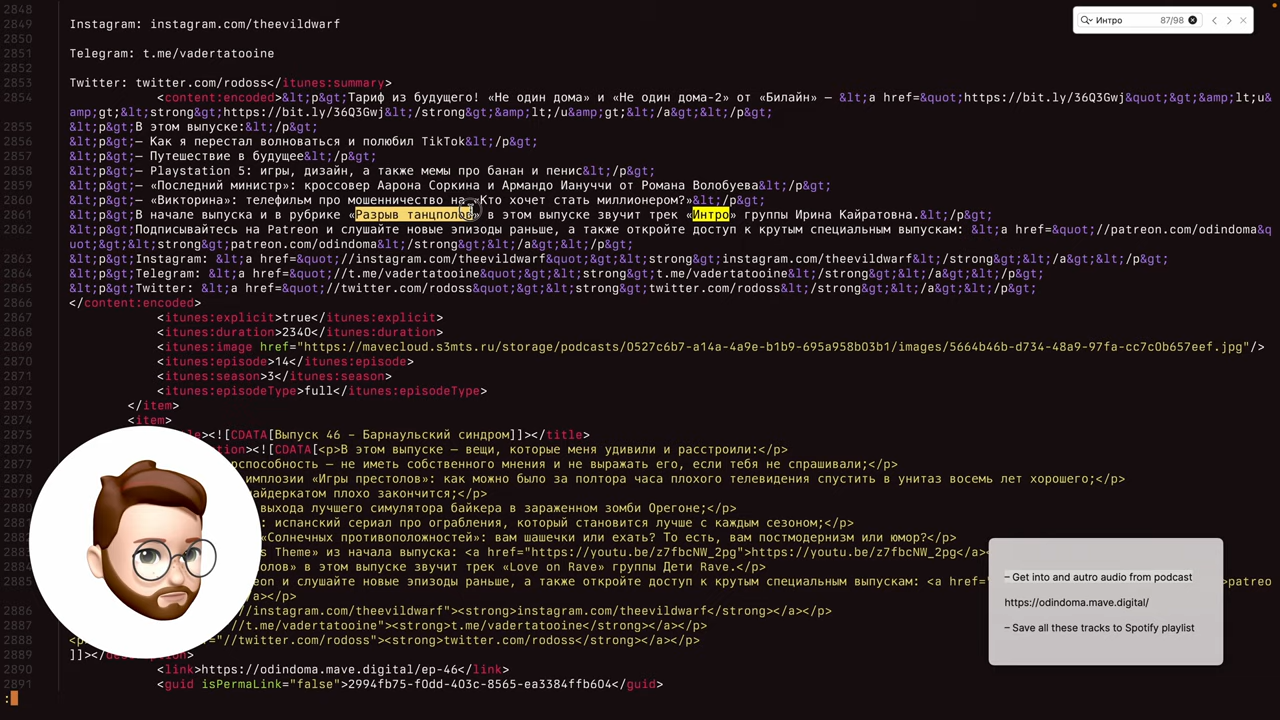 Интро 87/98
2848
2849 Instagram: instagram.com/theevildwarf
2850
2851 Telegram: t.me/vadertatooine
2852
2853 Twitter: twitter.com/rodoss</itunes:summary>
2854 <content:encoded>&lt;p&gt;Тариф из будущего! «Не один дома» и «Не один дома-2» от «Билайн» — &lt;a href=&quot;https://bit.ly/36Q3Gwj&quot;&gt;&amp;lt;u&
amp;gt;&lt;strong&gt;https://bit.ly/36Q3Gwj&lt;/strong&gt;&amp;lt;/u&amp;gt;&lt;/a&gt;&lt;/p&gt;
2855 &lt;p&gt;В этом выпуске:&lt;/p&gt;
2856 &lt;p&gt;— Как я перестал волноваться и полюбил TikTok&lt;/p&gt;
2857 &lt;p&gt;— Путешествие в будущее&lt;/p&gt;
2858 &lt;p&gt;— Playstation 5: игры, дизайн, а также мемы про банан и пенис&lt;/p&gt;
2859 &lt;p&gt;— «Последний министр»: кроссовер Аарона Соркина и Армандо Иануччи от Романа Волобуева&lt;/p&gt;
2860 &lt;p&gt;— «Викторина»: телефильм про мошенничество на «Кто хочет стать миллионером?»&lt;/p&gt;
2861 &lt;p&gt;В начале выпуска и в рубрике «Разрыв танцполов» в этом выпуске звучит трек «Интро» группы Ирина Кайратовна.&lt;/p&gt;
2862 &lt;p&gt;Подписывайтесь на Patreon и слушайте новые эпизоды раньше, а также откройте доступ к крутым специальным выпускам: &lt;a href=&quot;//patreon.com/odindoma&q
uot;&gt;&lt;strong&gt;patreon.com/odindoma&lt;/strong&gt;&lt;/a&gt;&lt;/p&gt;
2863 &lt;p&gt;Instagram: &lt;a href=&quot;//instagram.com/theevildwarf&quot;&gt;&lt;strong&gt;instagram.com/theevildwarf&lt;/strong&gt;&lt;/a&gt;&lt;/p&gt;
2864 &lt;p&gt;Telegram: &lt;a href=&quot;//t.me/vadertatooine&quot;&gt;&lt;strong&gt;t.me/vadertatooine&lt;/strong&gt;&lt;/a&gt;&lt;/p&gt;
2865 &lt;p&gt;Twitter: &lt;a href=&quot;//twitter.com/rodoss&quot;&gt;&lt;strong&gt;twitter.com/rodoss&lt;/strong&gt;&lt;/a&gt;&lt;/p&gt;
2866 </content:encoded>
2867 <itunes:explicit>true</itunes:explicit>
2868 <itunes:duration>2340</itunes:duration>
2869 <itunes:image href="https://mavecloud.s3mts.ru/storage/podcasts/0527c6b7-a14a-4a9e-b1b9-695a958b03b1/images/5664b46b-d734-48a9-97fa-cc7c0b657eef.jpg"/>
2870 <itunes:episode>14</itunes:episode>
2871 <itunes:season>3</itunes:season>
2872 <itunes:episodeType>full</itunes:episodeType>
2873 </item>
2874 <item>
2875 <![CDATA[Выпуск 46 – Барнаульский синдром]]></title>
2876 <![CDATA[<p>В этом выпуске — вещи, которые меня удивили и расстроили:</p>
2877 способность — не иметь собственного мнения и не выражать его, если тебя не спрашивали;</p>
2878 имплозии «Игры престолов»: как можно было за полтора часа плохого телевидения спустить в унитаз восемь лет хорошего;</p>
2879 плохо закончится;</p>
288 выхода лучшего симулятора байкера в зараженном зомби Орегоне;</p>
: испанский сериал про ограбления, который становится лучше с каждым сезоном;</p>
«Солнечных противоположностей»: вам шашечки или ехать? То есть, вам постмодернизм или юмор?</p>
Theme» из начала выпуска: <a href="https://youtu.be/z7fbcNW_2pg">https://youtu.be/z7fbcNW_2pg</a>
в этом выпуске звучит трек «Love on Rave» группы Дети Rave.</p>
и слушайте новые эпизоды раньше, а также откройте доступ к крутым специальным выпускам: <a href= patreo
</a></p>
2886 instagram.com/theevildwarf"><strong>instagram.com/theevildwarf</strong></a></p>
2887 //t.me/vadertatooine"><strong>t.me/vadertatooine</strong></a></p>
2888 <p //twitter.com/rodoss"><strong>twitter.com/rodoss</strong></a></p>
2889 ]]>
2890 <link>https://odindoma.mave.digital/ep-46</link>
2891 <guid isPermaLink="false">2994fb75-f0dd-403c-8565-ea3384ffb604</guid>
:
– Get into and autro audio from podcast
https://odindoma.mave.digital/
– Save all these tracks to Spotify playlist